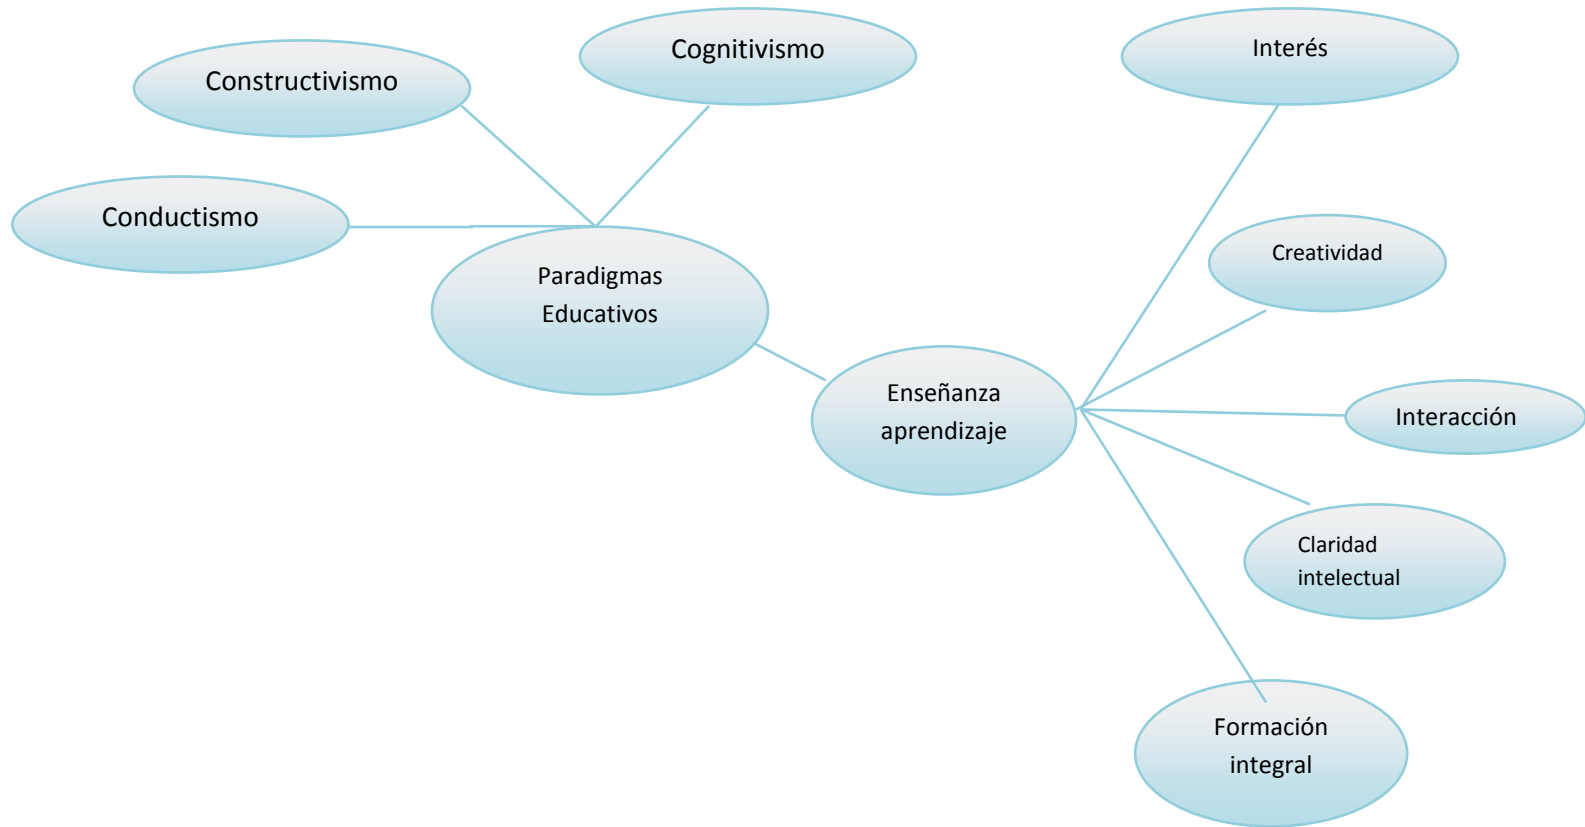 Cognitivismo
Interés
Constructivismo
Conductismo
Creatividad
Paradigmas
Educativos
Enseñanza
aprendizaje
Interacción
Claridad
intelectual
Formación
integral